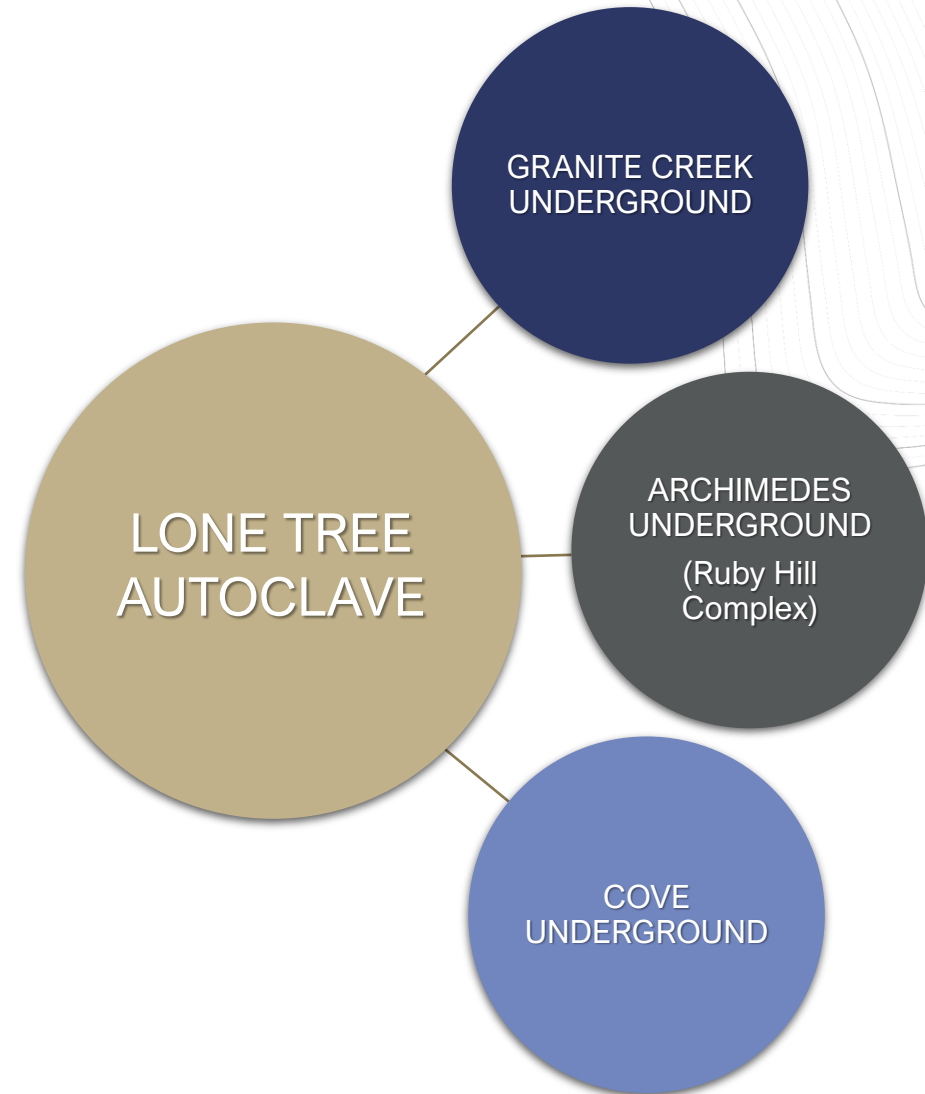 GRANITE CREEK
UNDERGROUND
LONE TREE
AUTOCLAVE
ARCHIMEDES
UNDERGROUND
(Ruby Hill
Complex)
COVE
UNDERGROUND